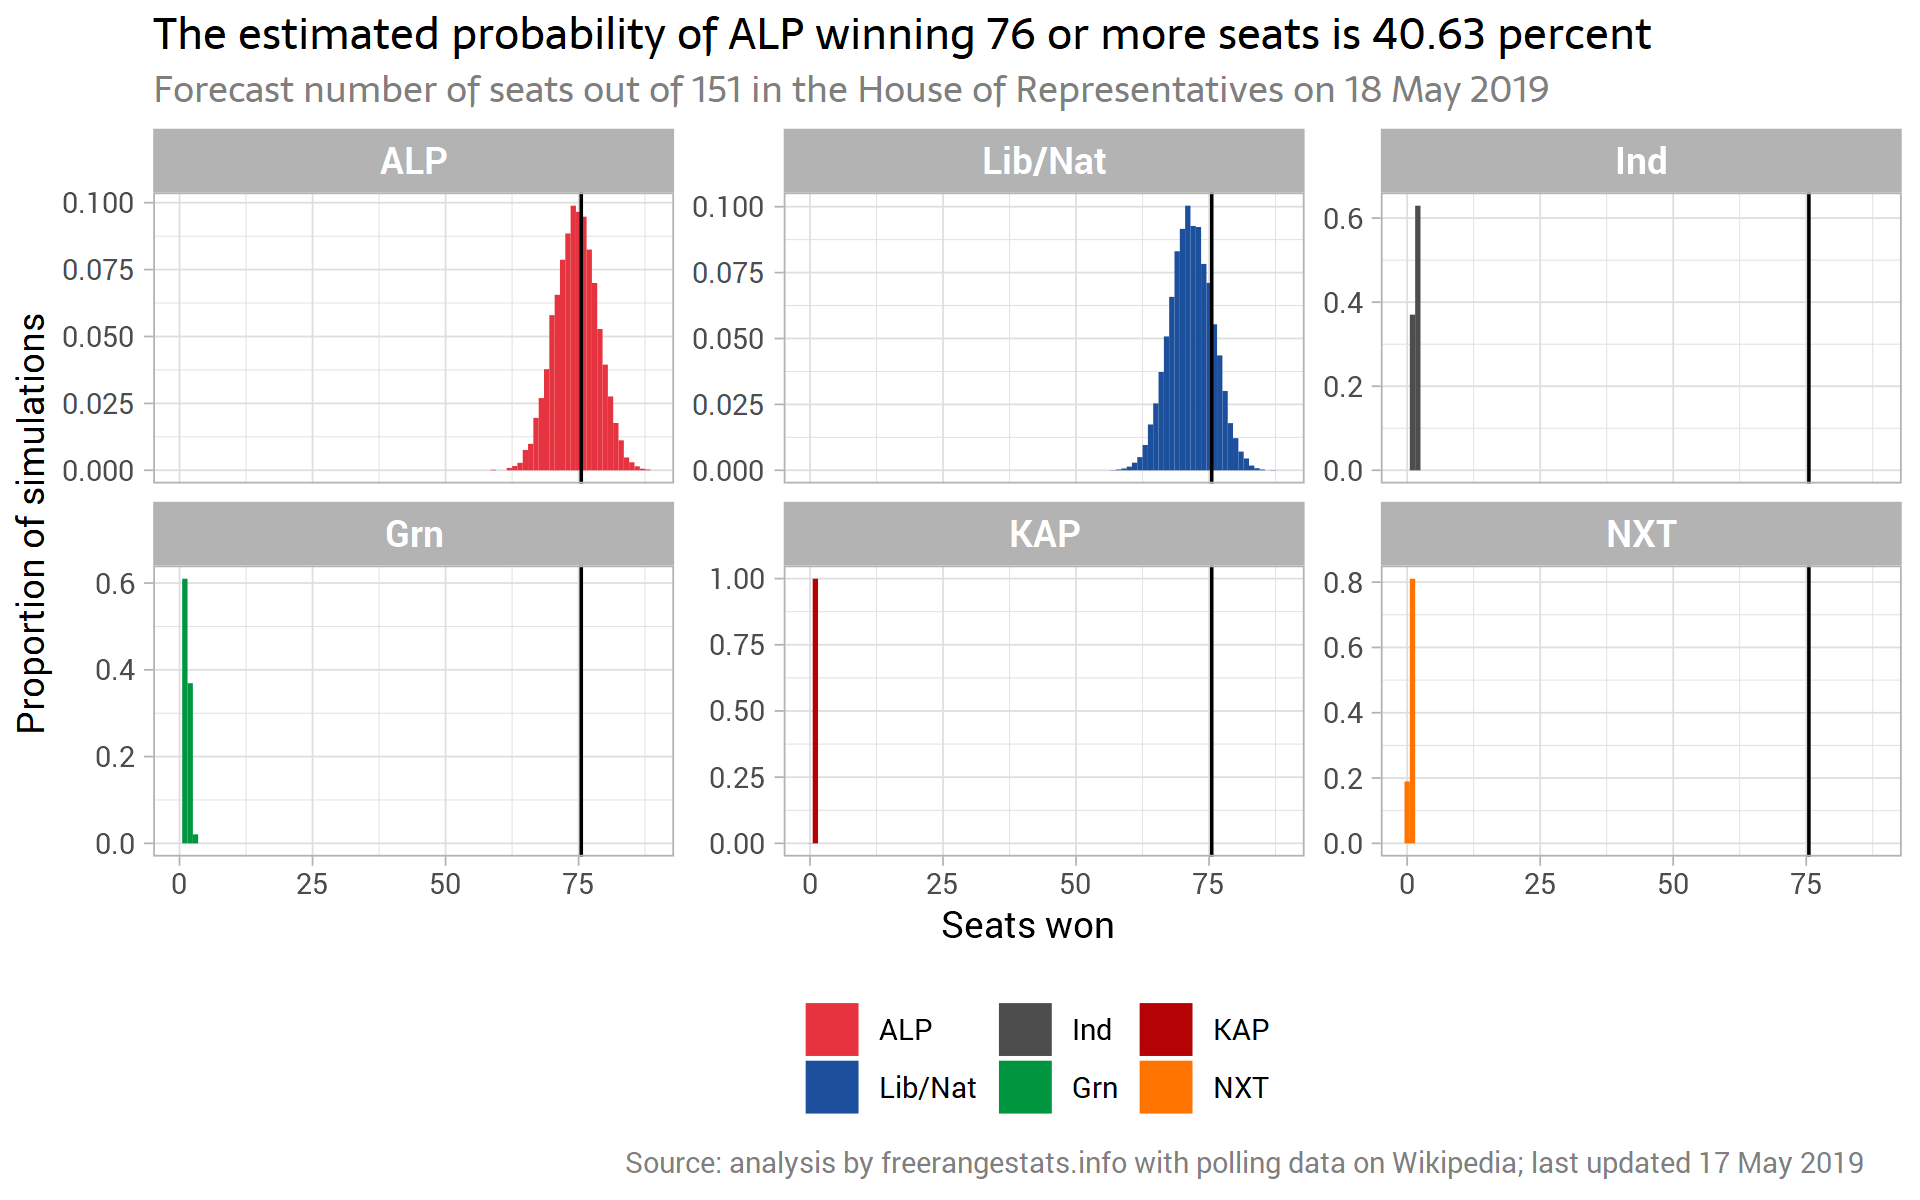 The estimated probability of ALP winning 76 or more seats is 40.63 percent
Forecast number of seats out of 151 in the House of Representatives on 18 May 2019
Proportion of simulations
ALP
0.100
0.075
0.050
0.025
0.000
Lib/Nat
0.100
0.075
0.050
0.025
0.000
Ind
0.6
0.4
0.2
0.0
Grn
0.6
0.4
0.2
0.0
0 25 50 75
KAP
1.00
0.75
0.50
0.25
0.00
0 25 50 75
NXT
0.8
0.6
0.4
0.2
0.0
0 25 50 75
Seats won
ALP Ind KAP
Lib/Nat Grn NXT
Source: analysis by freerangestats.info with polling data on Wikipedia; last updated 17 May 2019